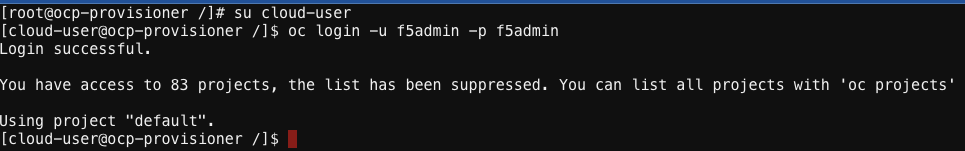 [root@ocp-provisioner /]# su cloud-user
[cloud-user@ocp-provisioner /]$ oc login -u f5admin -p f5admin
Login successful.
You have access to 83 projects, the list has been suppressed. You can list all projects with 'oc projects'
Using project "default".
[cloud-user@ocp-provisioner /]$